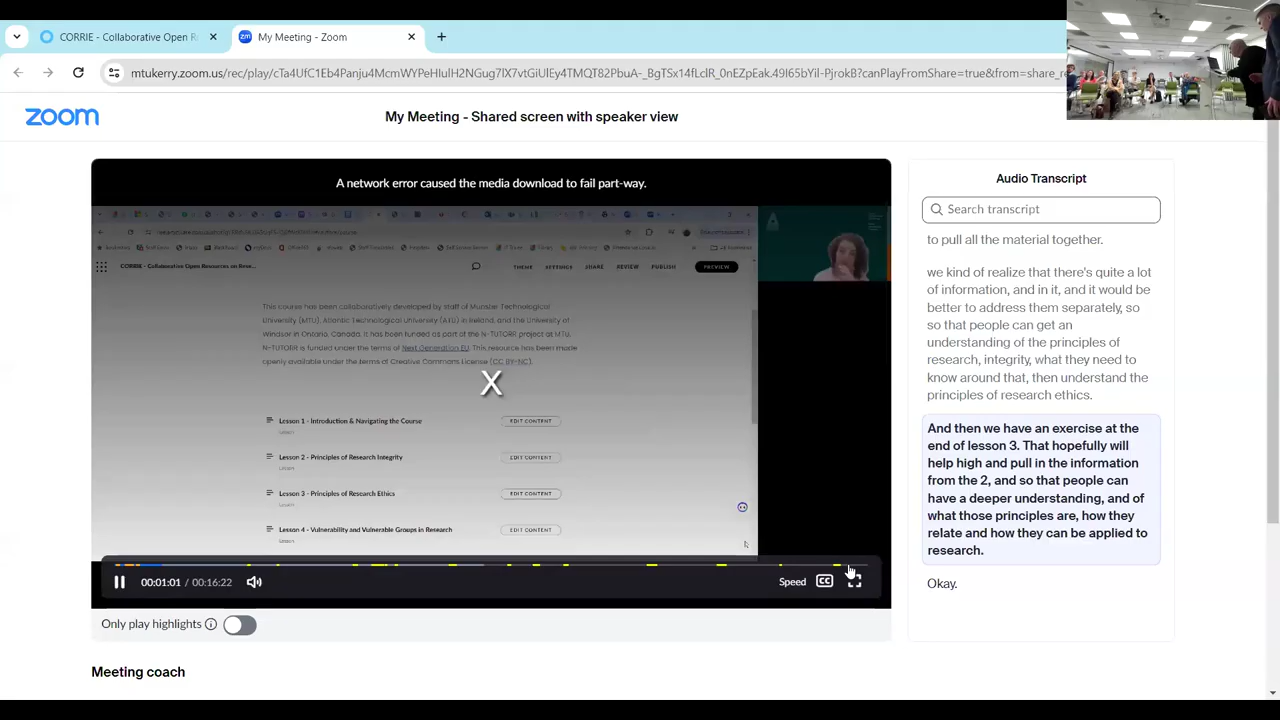 CORRIE - Collaborative Open Re
My Meeting - Zoom
zoom
My Meeting - Shared screen with speaker view
A network error caused the media download to fail part-way.
CORRIE - Collaborative Open Resources on Rese...
THEME
SETTINGS
SHARE
REVIEW
PUBLISH
PREVIEW
This course has been collaboratively developed by staff of Munster Technological
University (MTU), Atlantic Technological University (ATU) in Ireland, and the University of
Windsor in Ontario, Canada. It has been funded as part of the N-TUTORR project at MTU.
N-TUTORR is funded under the terms of Next Generation EU. This resource has been made
openly available under the terms of Creative Commons License (CC BY-NC).
Lesson 1 - Introduction & Navigating the Course
EDIT CONTENT
Lesson
Lesson 2 - Principles of Research Integrity
EDIT CONTENT
Lesson
Lesson 3 - Principles of Research Ethics
EDIT CONTENT
Lesson
Lesson 4 - Vulnerability and Vulnerable Groups in Research
EDIT CONTENT
Lesson
X
00:01:01 / 00:16:22
Speed
CC
Only play highlights
Meeting coach
Audio Transcript
Search transcript
to pull all the material together.
we kind of realize that there's quite a lot
of information, and in it, and it would be
better to address them separately, so
so that people can get an
understanding of the principles of
research, integrity, what they need to
know around that, then understand the
principles of research ethics.
And then we have an exercise at the
end of lesson 3. That hopefully will
help high and pull in the information
from the 2, and so that people can
have a deeper understanding, and of
what those principles are, how they
relate and how they can be applied to
research.
Okay.